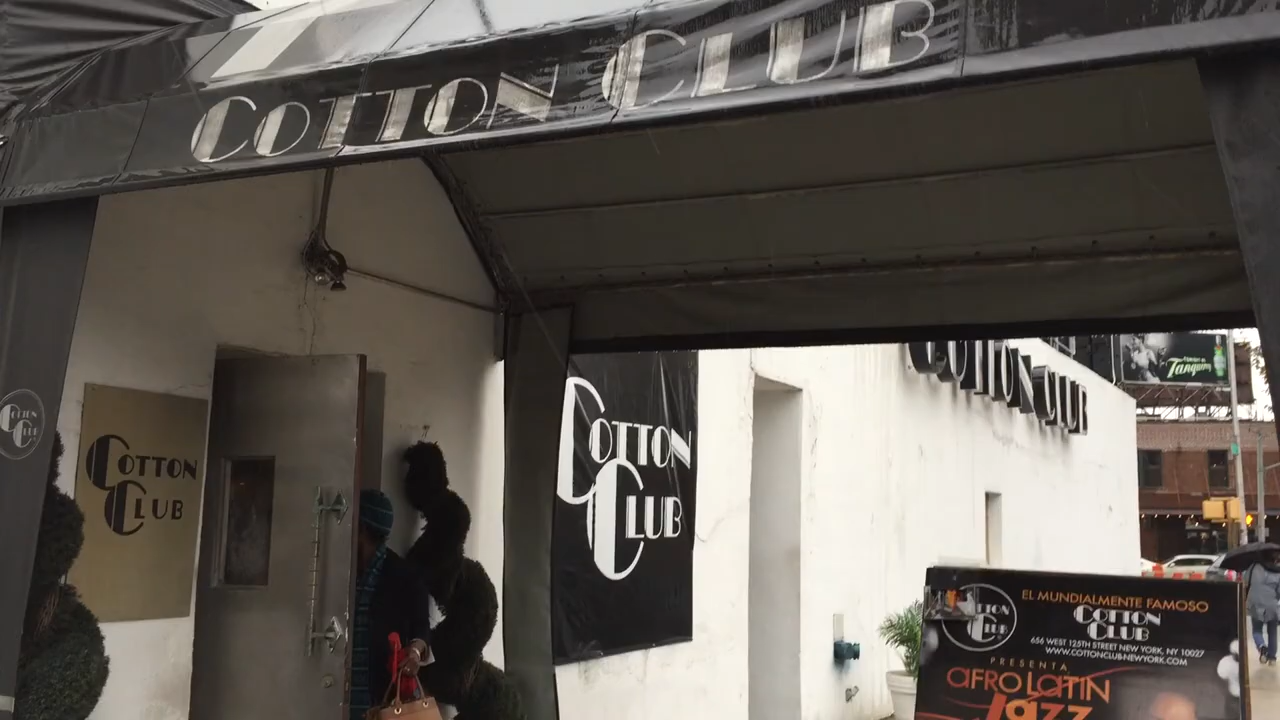 COTTON CLUB
COTTON
CLUB
COTTON
CLUB
COTTON
CLUB
COTTON CLUB
Tanqueray
COTTON
CLUB
EL MUNDIALMENTE FAMOSO
COTTON
CLUB
656 WEST 125TH STREET NEW YORK, NY 10027
WWW.COTTONCLUB-NEWYORK.COM
PRESENTA
AFRO LATIN
Jazz